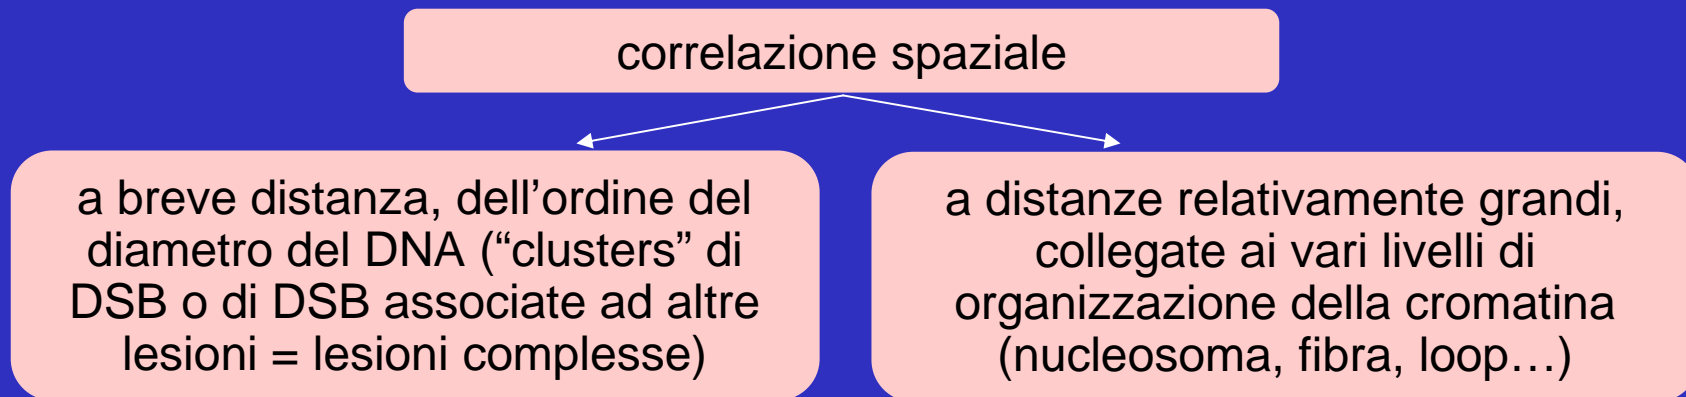 correlazione spaziale
a breve distanza, dell’ordine del
diametro del DNA (“clusters” di
DSB o di DSB associate ad altre
lesioni = lesioni complesse)
a distanze relativamente grandi,
collegate ai vari livelli di
organizzazione della cromatina
(nucleosoma, fibra, loop…)